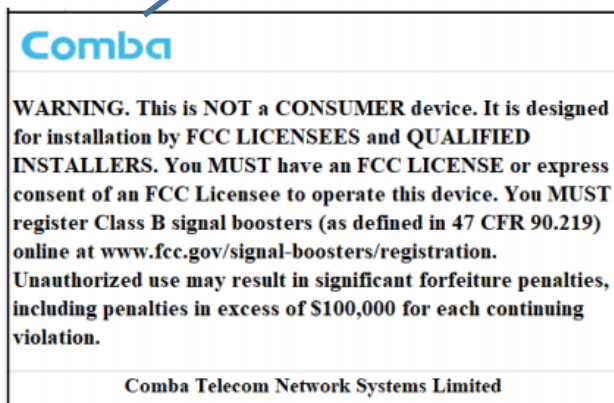 Comba
WARNING. This is NOT a CONSUMER device. It is designed
for installation by FCC LICENSEES and QUALIFIED
INSTALLERS. You MUST have an FCC LICENSE or express
consent of an FCC Licensee to operate this device. You MUST
register Class B signal boosters (as defined in 47 CFR 90.219)
online at www.fcc.gov/signal-boosters/registration.
Unauthorized use may result in significant forfeiture penalties,
including penalties in excess of $100,000 for each continuing
violation.
Comba Telecom Network Systems Limited